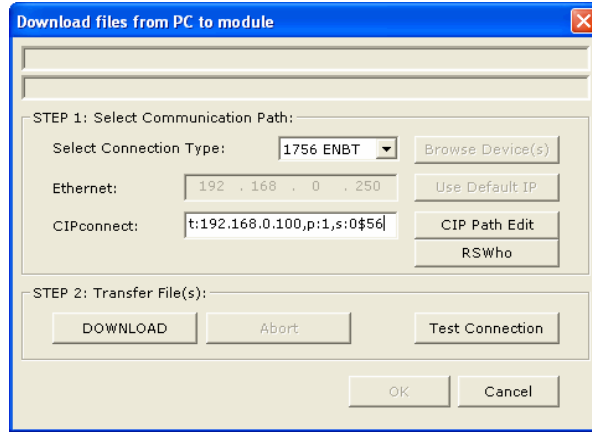 Download files from PC to module
STEP 1: Select Communication Path:
Select Connection Type: 1756 ENBT Browse Device(s)
Ethernet: 192 . 168 . 0 . 250 Use Default IP
CIPconnect: t:192.168.0.100,p:1,s:0$56 CIP Path Edit
RSWho
STEP 2: Transfer File(s):
DOWNLOAD Abort Test Connection
OK Cancel